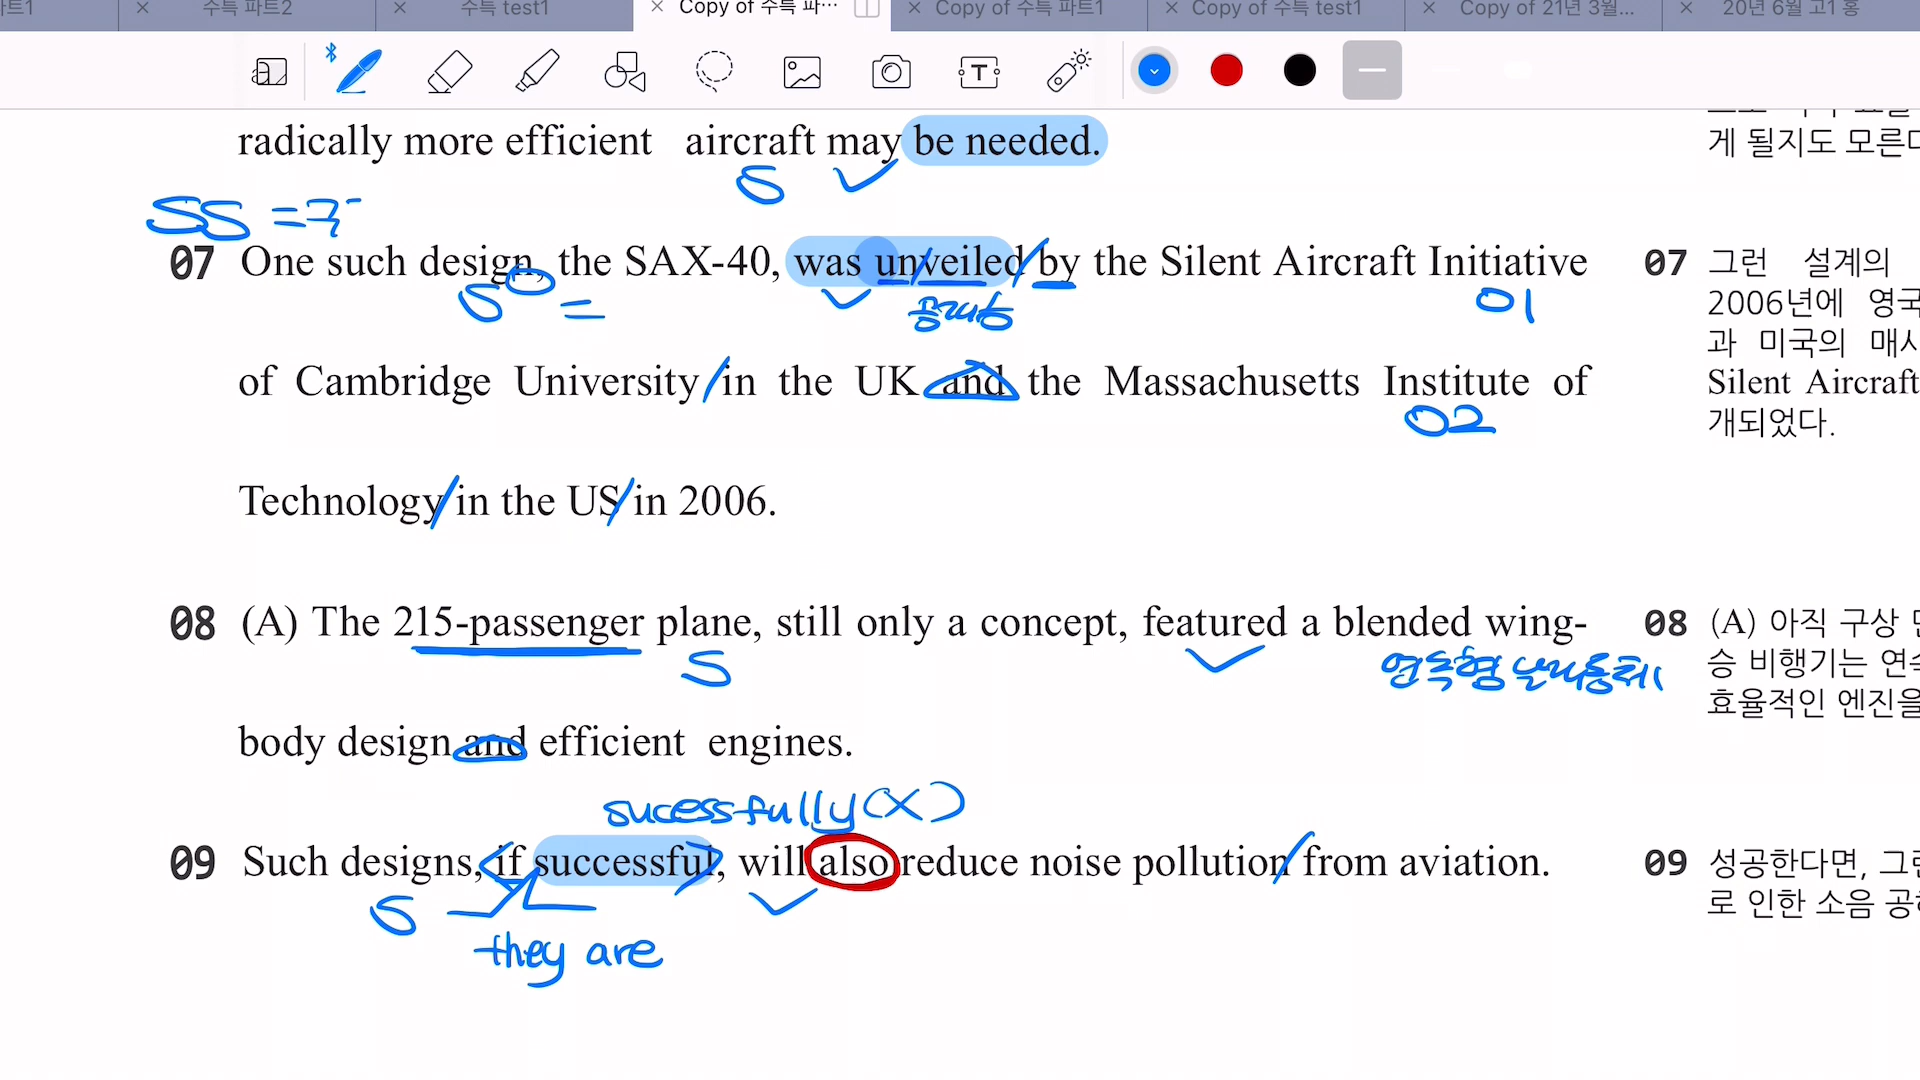 파트1 × 수특 파트2 × 수특 test1 × Copy of 수특 파… × Copy of 수특 파트1 × Copy of 수특 test1 × Copy of 21년 3월... × 20년 6월 고1 홍
T
radically more efficient aircraft may be needed.
게 될지도 모른다
S
SS =
07 One such design, the SAX-40, was unveiled by the Silent Aircraft Initiative
07 그런 설계의
S = 공개하다 01
2006년에 영국
of Cambridge University/in the UK and the Massachusetts Institute of
과 미국의 매사
Silent Aircraft
02
개되었다.
Technology/in the US/in 2006.
08 (A) The 215-passenger plane, still only a concept, featured a blended wing-
08 (A) 아직 구상
S 연속형 날개동체
승 비행기는 연속
효율적인 엔진을
body design and efficient engines.
sucessfully(X)
09 Such designs, <if successful>, will also reduce noise pollution/from aviation.
09 성공한다면, 그런
S
로 인한 소음 공해
they are